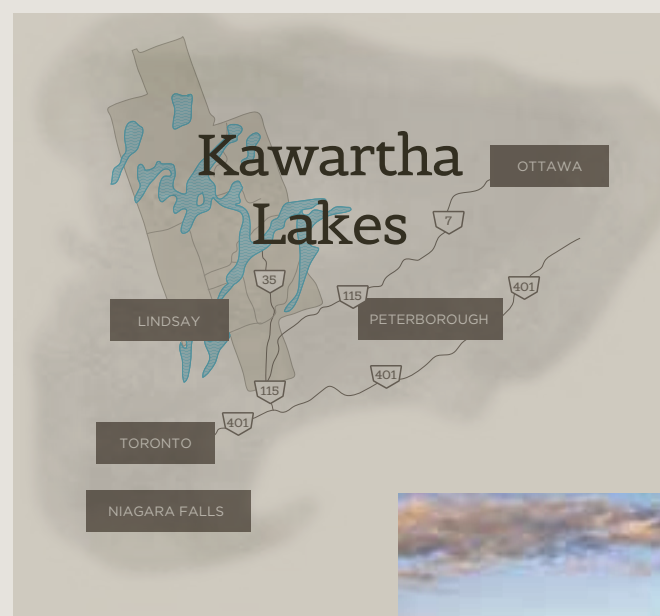 Kawartha
Lakes
OTTAWA
7
35
401
115
LINDSAY
PETERBOROUGH
401
115
401
TORONTO
NIAGARA FALLS